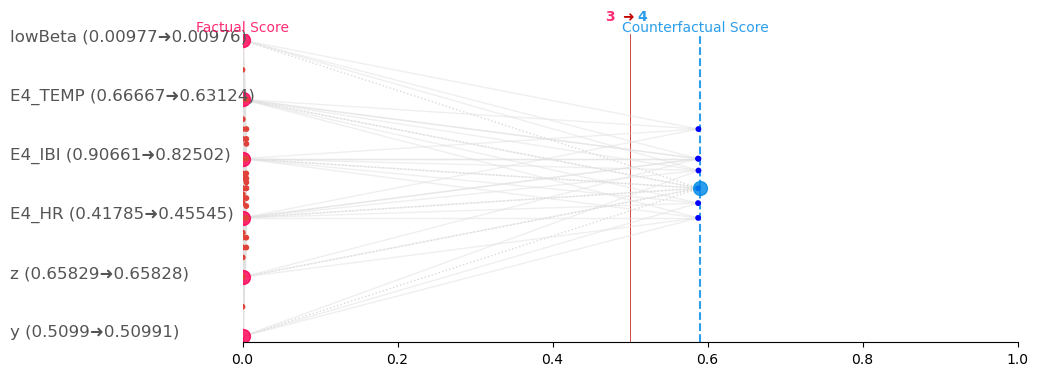 3 ➔ 4
Factual Score
Counterfactual Score
lowBeta (0.00977➔0.00976)
E4_TEMP (0.66667➔0.63124)
E4_IBI (0.90661➔0.82502)
E4_HR (0.41785➔0.45545)
z (0.65829➔0.65828)
y (0.5099➔0.50991)
0.0 0.2 0.4 0.6 0.8 1.0